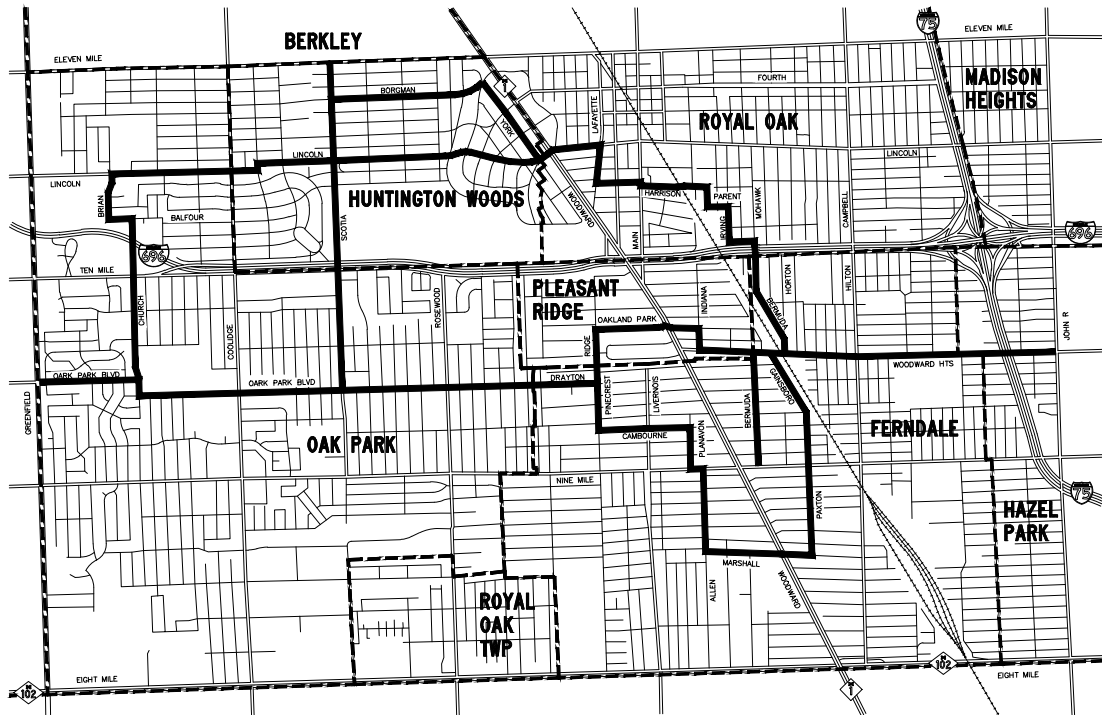 75
ELEVEN MILE
BERKLEY
ELEVEN MILE
MADISON
HEIGHTS
FOURTH
M
1
BORGMAN
LAFAYETTE
YORK
ROYAL OAK
LINCOLN
LINCOLN
LINCOLN
HUNTINGTON WOODS
HARRISON
PARENT
BRIAN
BALFOUR
SCOTIA
WOODWARD
MAIN
IRVING
MOHAWK
CAMPBELL
696
696
TEN MILE
PLEASANT
RIDGE
CHURCH
COOLIDGE
ROSEWOOD
INDIANA
HORTON
BERMUDA
HILTON
JOHN R
OAKLAND PARK
RIDGE
WOODWARD HTS
OARK PARK BLVD
OARK PARK BLVD
DRAYTON
GAINSBORO
GREENFIELD
PINECREST
LIVERNOIS
BERMUDA
PLANAVON
CAMBOURNE
OAK PARK
FERNDALE
NINE MILE
75
PAXTON
HAZEL
PARK
MARSHALL
ALLEN
WOODWARD
ROYAL
OAK
TWP
EIGHT MILE
M
102
M
102
EIGHT MILE
M
1